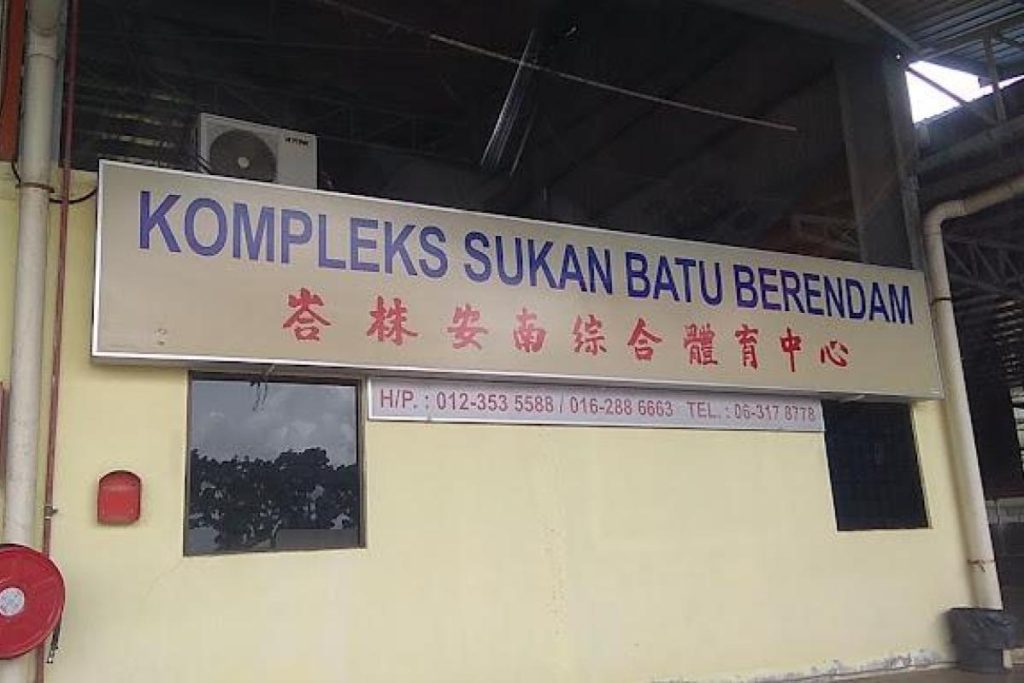 KOMPLEKS SUKAN BATU BERENDAM
峇株安南综合體育中心
H/P. : 012-353 5588 / 016-288 6663 TEL. : 06-317 8778